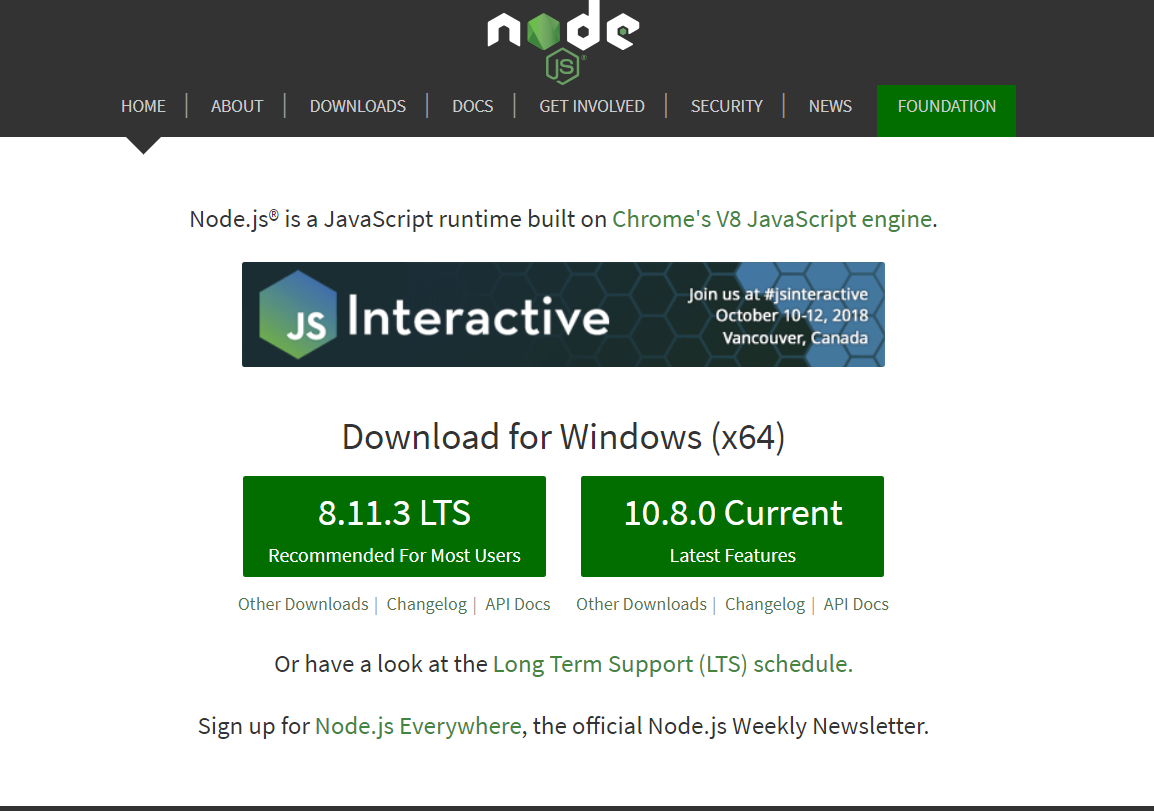 node
JS®
HOME | ABOUT | DOWNLOADS | DOCS | GET INVOLVED | SECURITY | NEWS FOUNDATION
Node.js® is a JavaScript runtime built on Chrome's V8 JavaScript engine.
JS Interactive
Join us at #jsinteractive
October 10-12, 2018
Vancouver, Canada
Download for Windows (x64)
8.11.3 LTS
Recommended For Most Users
10.8.0 Current
Latest Features
Other Downloads | Changelog | API Docs
Other Downloads | Changelog | API Docs
Or have a look at the Long Term Support (LTS) schedule.
Sign up for Node.js Everywhere, the official Node.js Weekly Newsletter.